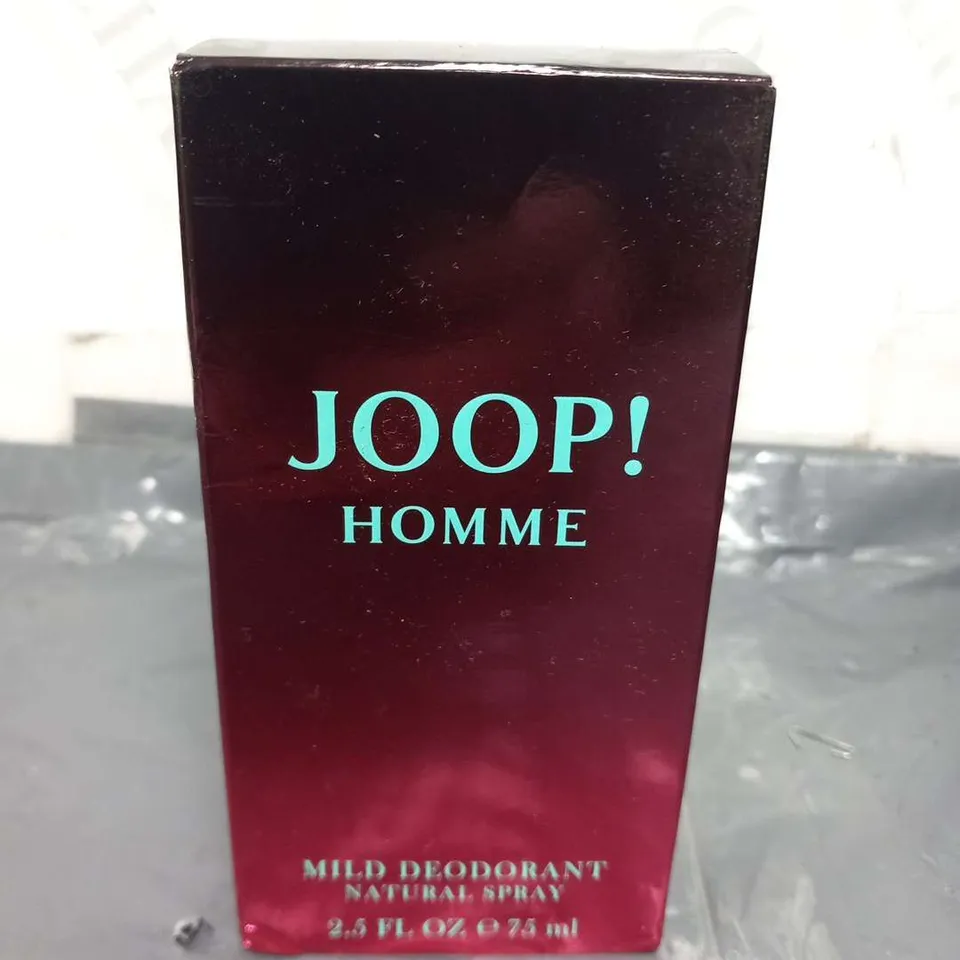 JOOP!
HOMME
MILD DEODORANT
NATURAL SPRAY
2.5 FL OZ ℮ 75 ml